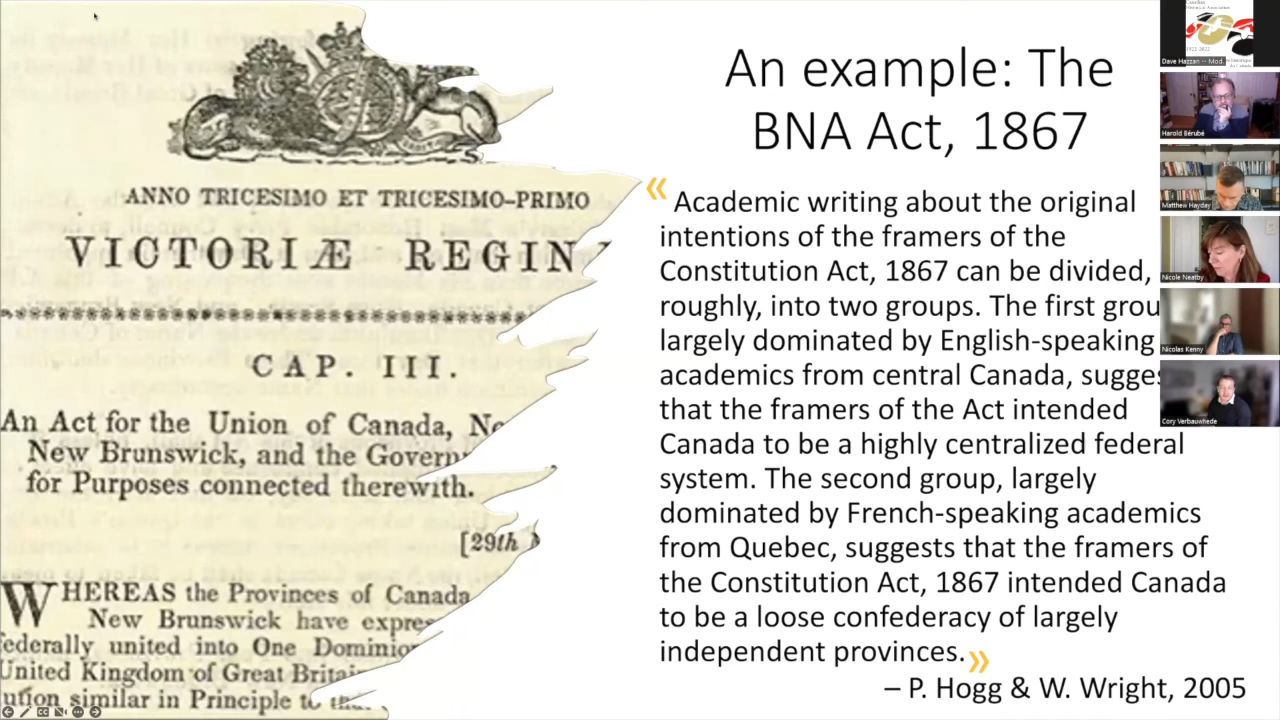 ANNO TRICESIMO ET TRICESIMO-PRIMO
VICTORIÆ REGIN
CAP. III.
An Act for the Union of Canada, No
New Brunswick, and the Govern
for Purposes connected therewith.
[29th
WHEREAS the Provinces of Canada
New Brunswick have expre
federally united into One Dominio
United Kingdom of Great Britai
ution similar in Principle to
An example: The
BNA Act, 1867
« Academic writing about the original
intentions of the framers of the
Constitution Act, 1867 can be divided,
roughly, into two groups. The first grou
largely dominated by English-speaking
academics from central Canada, sugges
that the framers of the Act intended
Canada to be a highly centralized federal
system. The second group, largely
dominated by French-speaking academics
from Quebec, suggests that the framers of
the Constitution Act, 1867 intended Canada
to be a loose confederacy of largely
independent provinces. »
– P. Hogg & W. Wright, 2005
1922-2022
Dave Hazzan -- Mod...
Harold Bérubé
Matthew Hayday
Nicole Neatby
Nicolas Kenny
Cory Verbauwhede